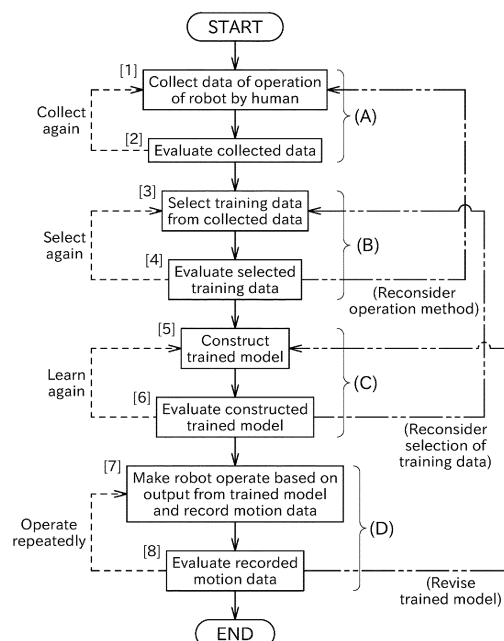 START
[1]
Collect data of operation
of robot by human
Collect
again
(A)
[2]
Evaluate collected data
[3]
Select training data
from collected data
Select
again
(B)
[4]
Evaluate selected
training data
(Reconsider
operation method)
[5]
Construct
trained model
Learn
again
(C)
[6]
Evaluate constructed
trained model
(Reconsider
selection of
training data)
[7]
Make robot operate based on
output from trained model
and record motion data
Operate
repeatedly
(D)
[8]
Evaluate recorded
motion data
(Revise
trained model)
END